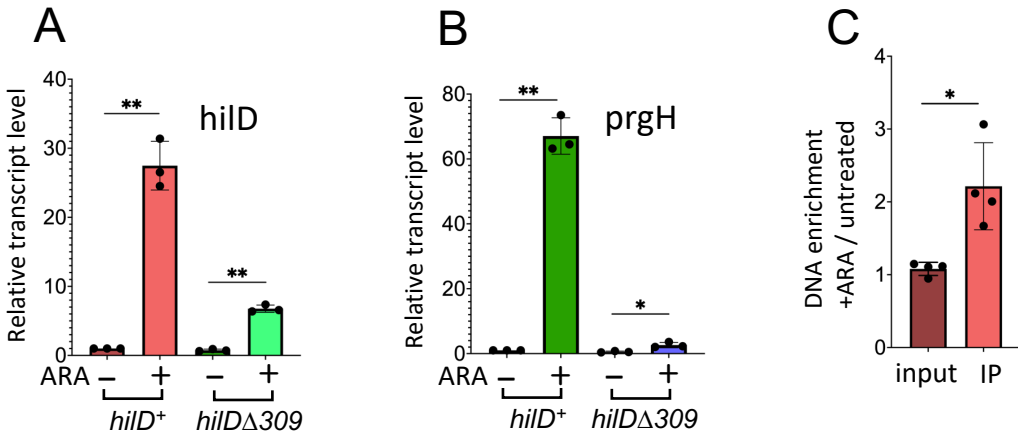 A
Relative transcript level
40
30
20
10
0
**
**
hilD
ARA − + − +
hilD+ hilDΔ309
B
Relative transcript level
80
60
40
20
0
**
*
prgH
ARA − + − +
hilD+ hilDΔ309
C
DNA enrichment
+ARA / untreated
4
3
2
1
0
*
input IP